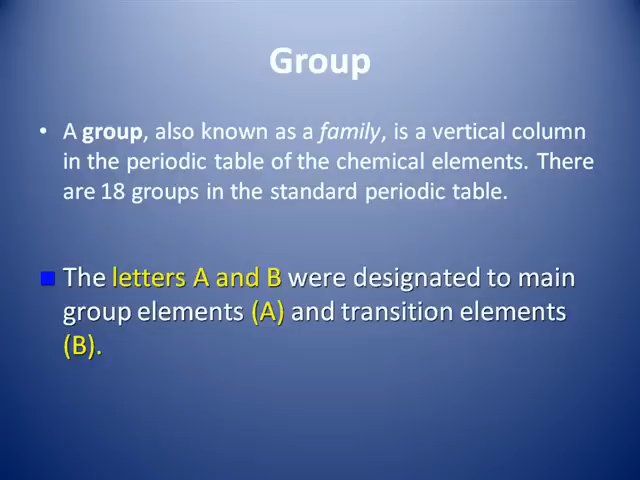 Group
• A group, also known as a family, is a vertical column
in the periodic table of the chemical elements. There
are 18 groups in the standard periodic table.
The letters A and B were designated to main
group elements (A) and transition elements
(B).